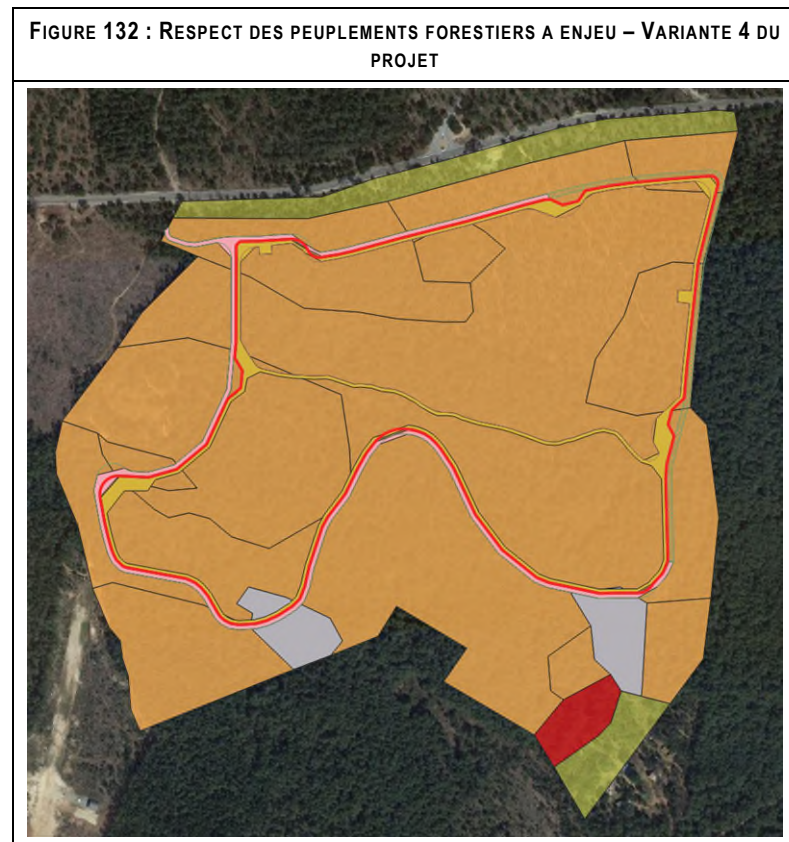 FIGURE 132 : RESPECT DES PEUPLEMENTS FORESTIERS A ENJEU – VARIANTE 4 DU
PROJET